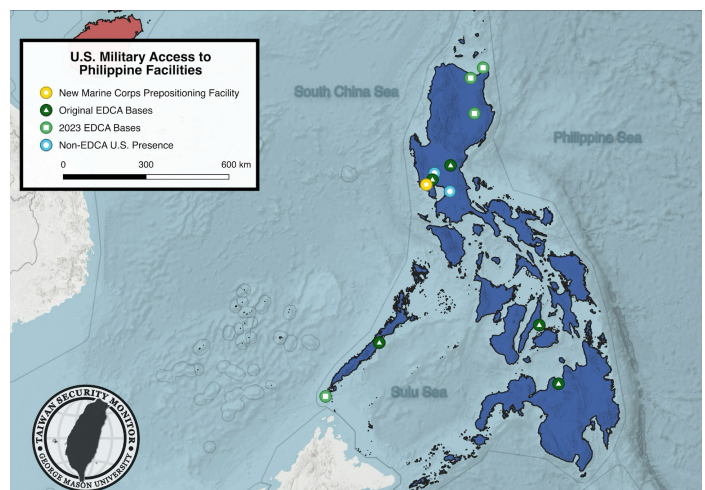 U.S. Military Access to
Philippine Facilities
New Marine Corps Prepositioning Facility
Original EDCA Bases
2023 EDCA Bases
Non-EDCA U.S. Presence
0 300 600 km
South China Sea
Philippine Sea
Sulu Sea
TAIWAN SECURITY MONITOR
GEORGE MASON UNIVERSITY